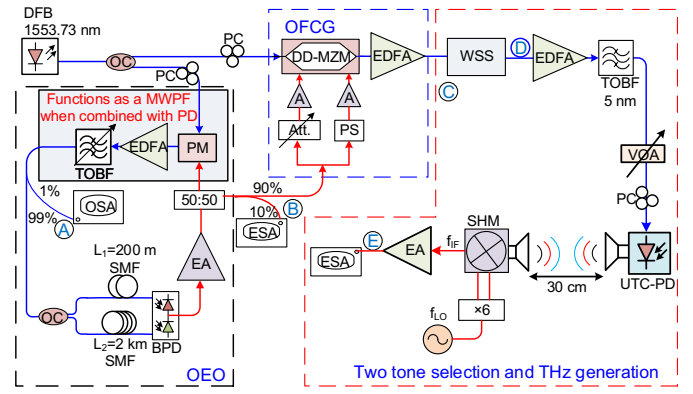 DFB
1553.73 nm
OC
PC
PC
OFCG
DD-MZM
EDFA
A
A
Att.
PS
WSS
D
EDFA
TOBF
5 nm
C
VOA
PC
UTC-PD
30 cm
SHM
f_IF
EA
E
ESA
×6
f_LO
Two tone selection and THz generation
Functions as a MWPF
when combined with PD
TOBF
EDFA
PM
1%
99%
A
OSA
50:50
90%
10%
B
ESA
EA
L₁=200 m
SMF
OC
L₂=2 km
SMF
BPD
OEO